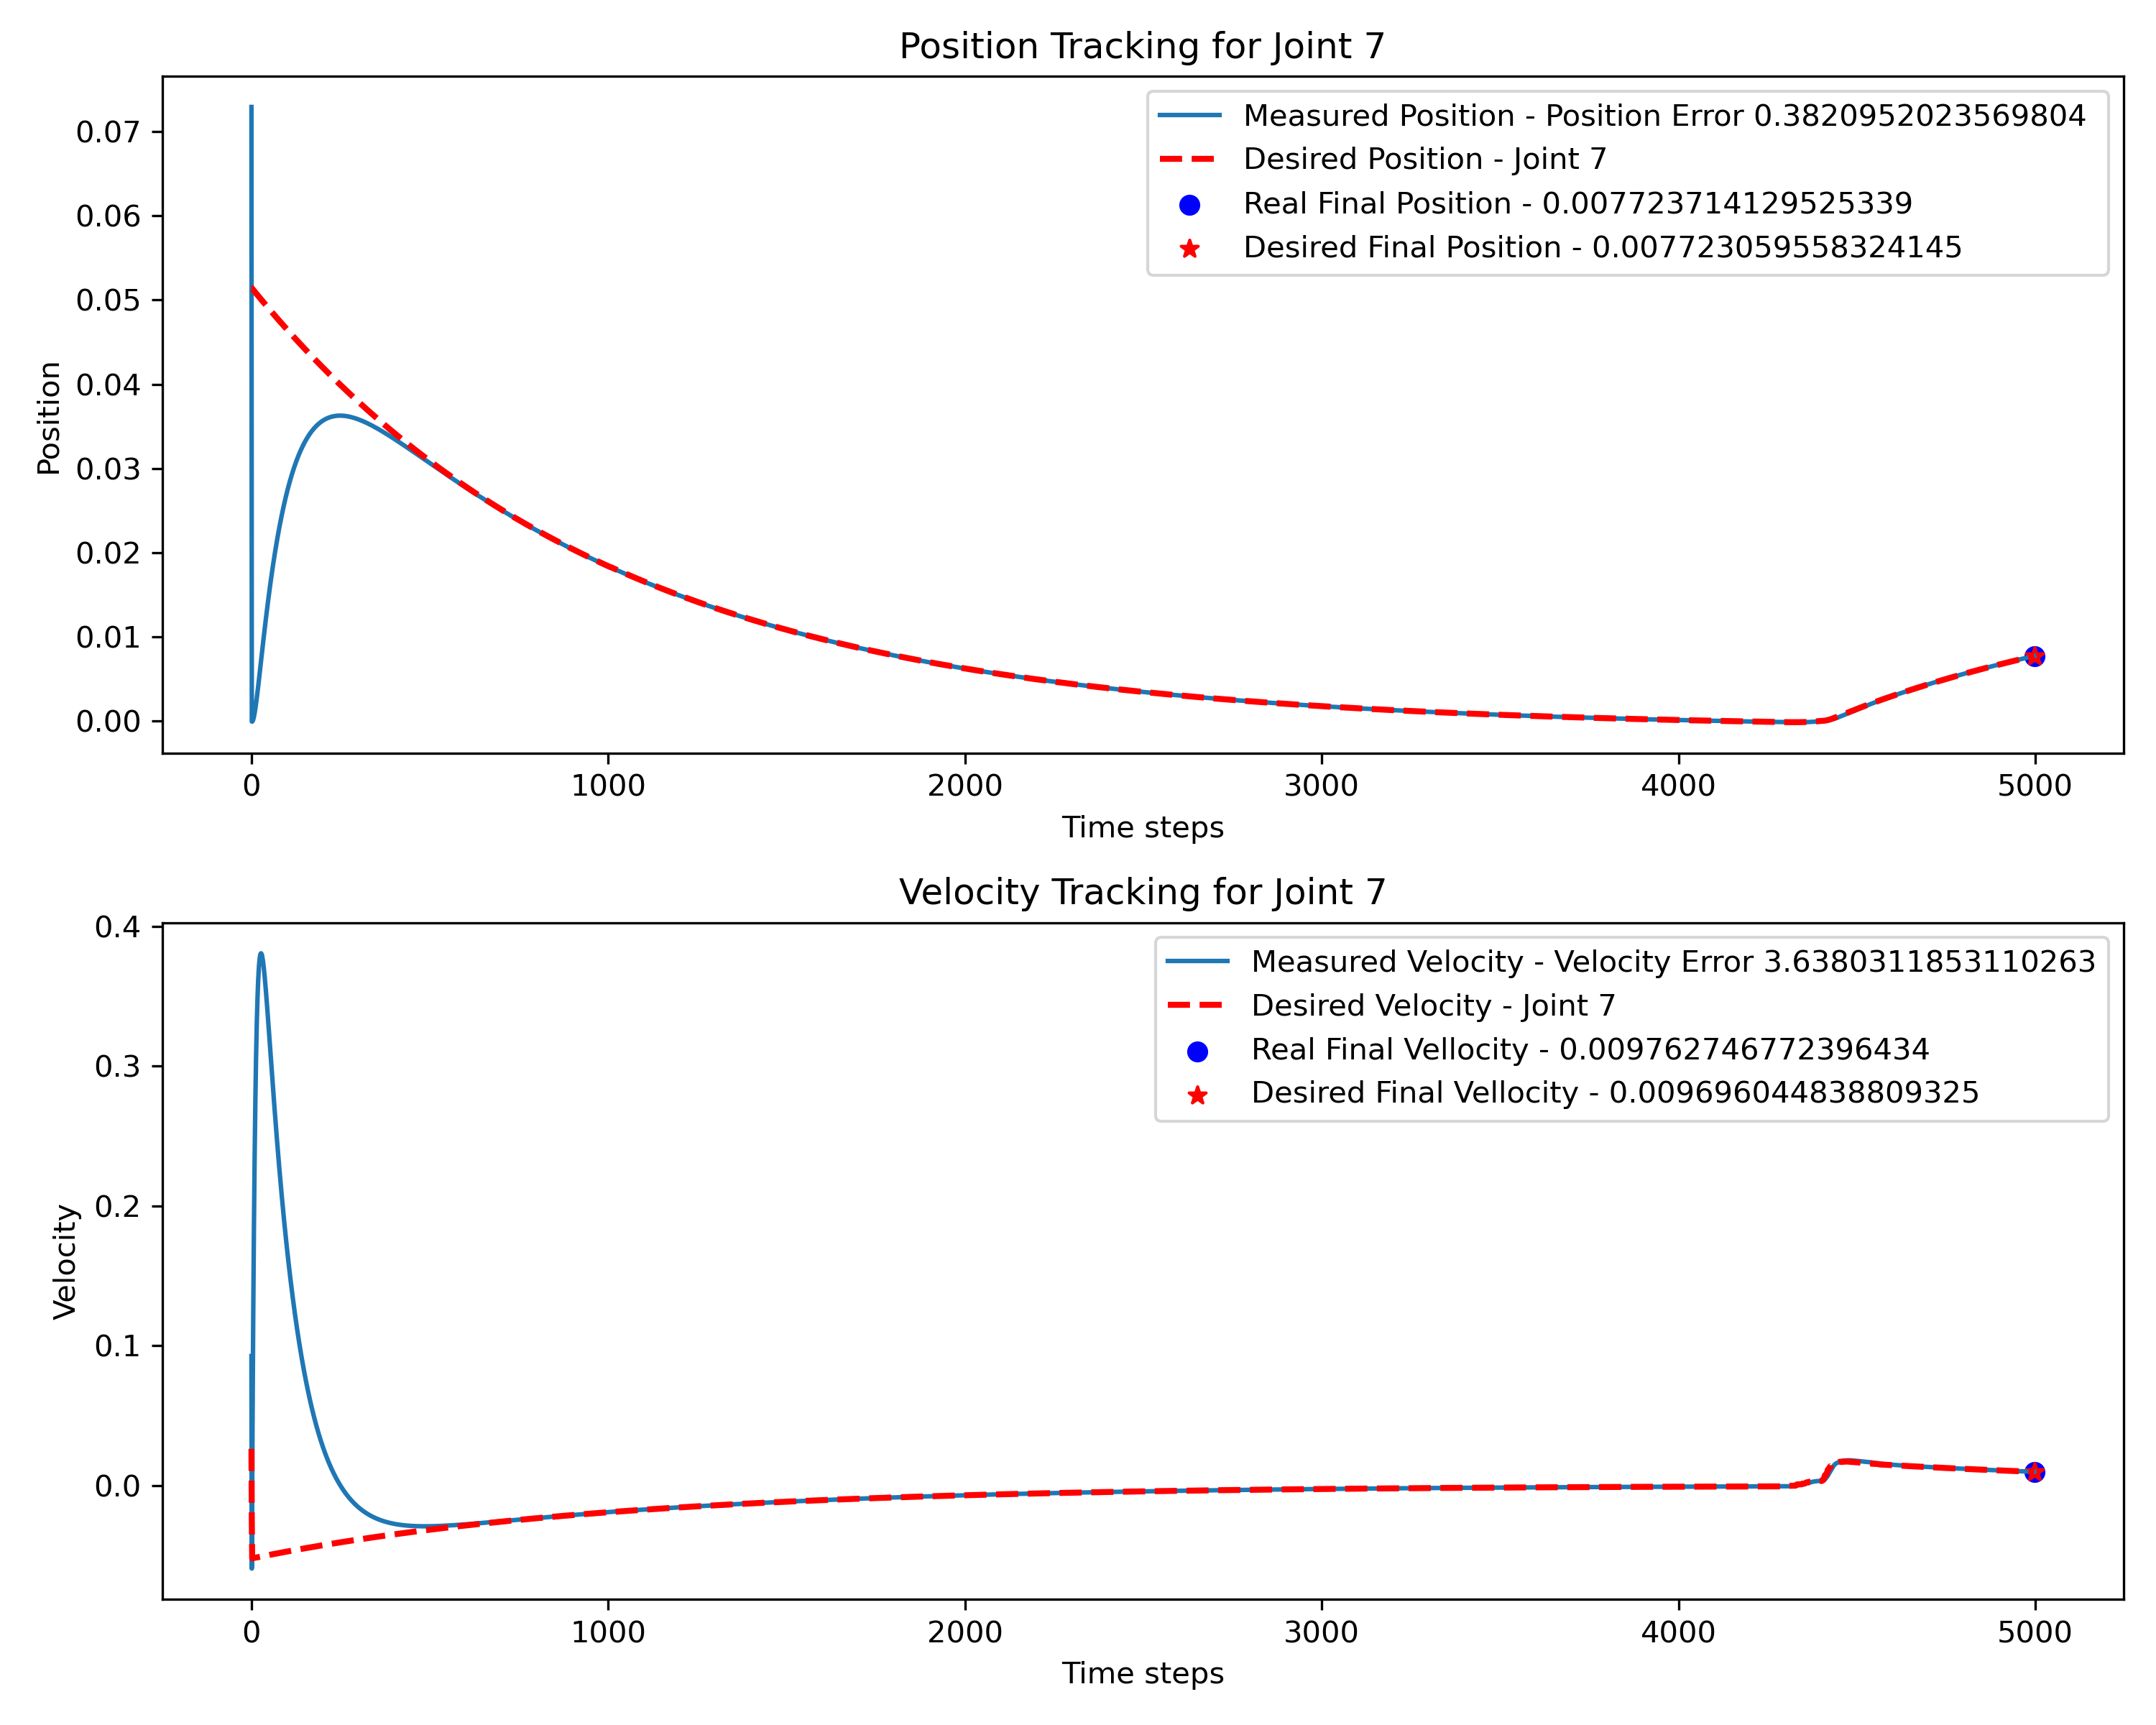 Position Tracking for Joint 7
Measured Position - Position Error 0.3820952023569804
Desired Position - Joint 7
Real Final Position - 0.007723714129525339
Desired Final Position - 0.007723059558324145
Position
0.07
0.06
0.05
0.04
0.03
0.02
0.01
0.00
0 1000 2000 3000 4000 5000
Time steps
Velocity Tracking for Joint 7
Measured Velocity - Velocity Error 3.6380311853110263
Desired Velocity - Joint 7
Real Final Vellocity - 0.009762746772396434
Desired Final Vellocity - 0.009696044838809325
Velocity
0.4
0.3
0.2
0.1
0.0
0 1000 2000 3000 4000 5000
Time steps